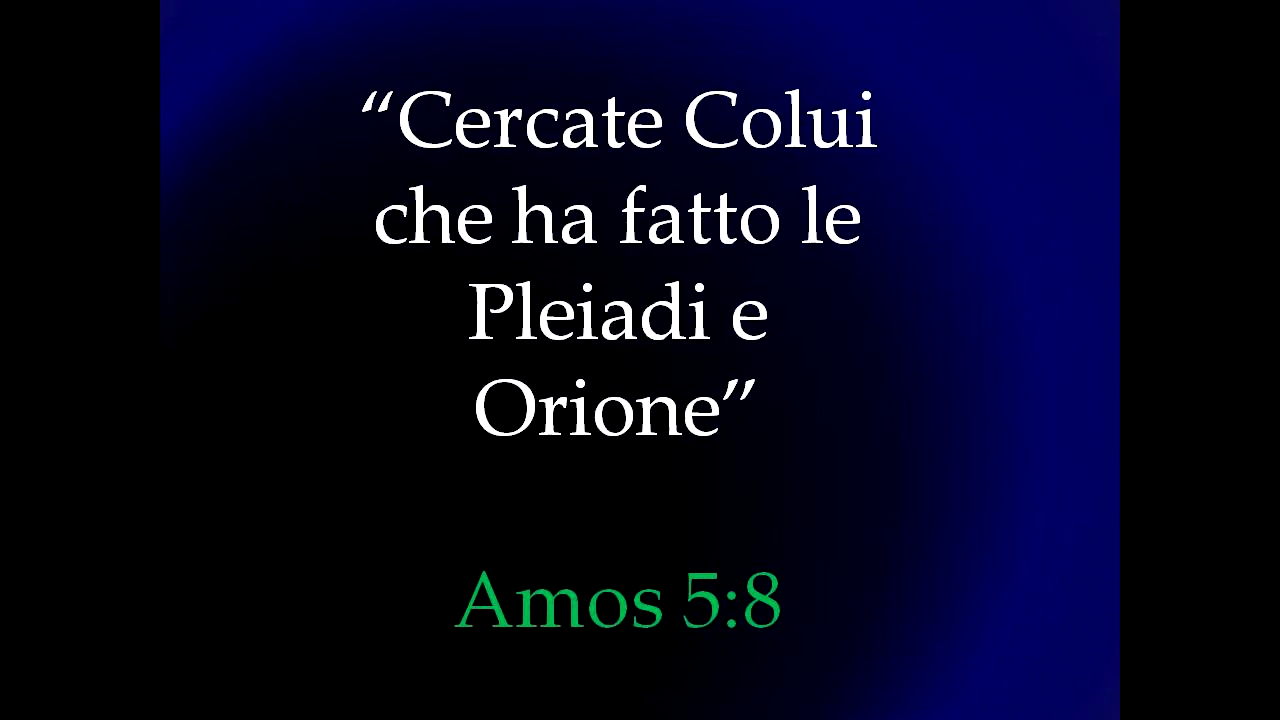 “Cercate Colui
che ha fatto le
Pleiadi e
Orione”
Amos 5:8